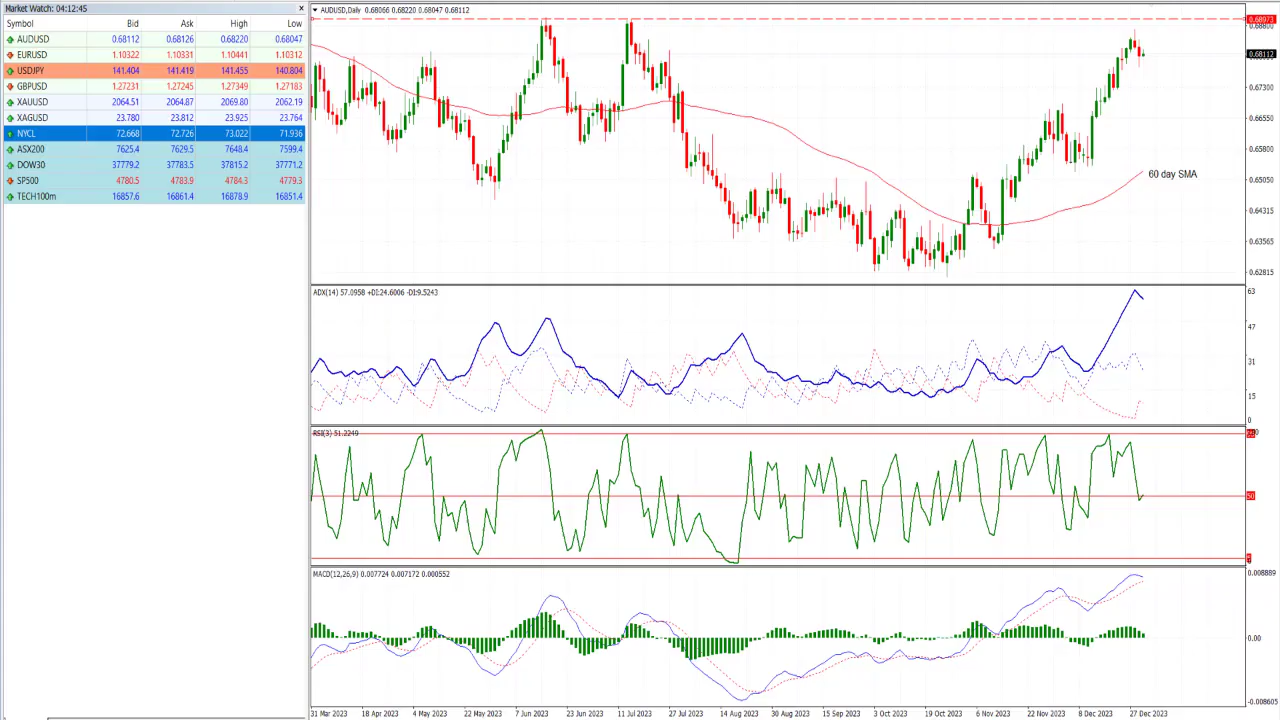 Market Watch: 04:12:45
Symbol Bid Ask High Low
AUDUSD 0.68112 0.68126 0.68220 0.68047
EURUSD 1.10322 1.10331 1.10441 1.10312
USDJPY 141.404 141.419 141.455 140.804
GBPUSD 1.27231 1.27245 1.27349 1.27183
XAUUSD 2064.51 2064.87 2069.80 2062.19
XAGUSD 23.780 23.812 23.925 23.764
NYCL 72.668 72.726 73.022 71.936
ASX200 7625.4 7629.5 7648.4 7599.4
DOW30 37779.2 37783.5 37815.2 37771.2
SP500 4780.5 4783.9 4784.3 4779.3
TECH100m 16857.6 16861.4 16878.9 16851.4
AUDUSD,Daily 0.68066 0.68220 0.68047 0.68112
0.68973
0.68880
0.68112
0.67330
0.66550
0.65800
0.65050
0.64315
0.63565
0.62815
60 day SMA
ADX(14) 57.0958 +DI:24.6006 -DI:9.5243
63
47
31
15
0
RSI(3) 51.2249
50
MACD(12,26,9) 0.007724 0.007172 0.000552
0.008889
0.00
-0.008605
31 Mar 2023 18 Apr 2023 4 May 2023 22 May 2023 7 Jun 2023 23 Jun 2023 11 Jul 2023 27 Jul 2023 14 Aug 2023 30 Aug 2023 15 Sep 2023 3 Oct 2023 19 Oct 2023 6 Nov 2023 22 Nov 2023 8 Dec 2023 27 Dec 2023